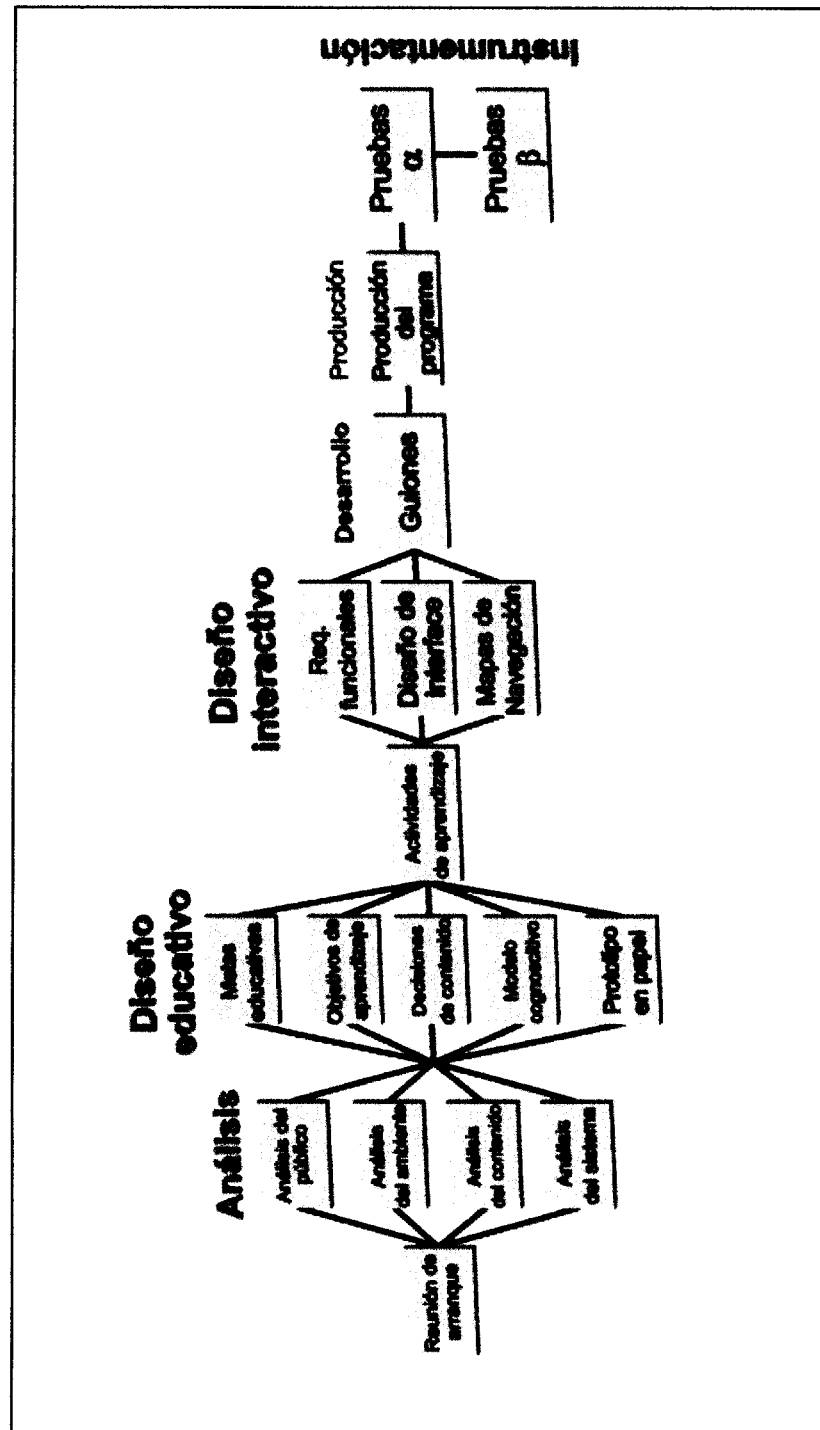 Reunión de
arranque
Análisis
Análisis del
público
Análisis
del ambiente
Análisis
del contenido
Análisis
del sistema
Diseño
educativo
Metas
educativas
Objetivos de
aprendizaje
Decisiones
de contenido
Modelo
cognoscitivo
Prototipo
en papel
Actividades
de aprendizaje
Diseño
interactivo
Req.
funcionales
Diseño de
interface
Mapas de
Navegación
Desarrollo
Guiones
Producción
Producción
del
programa
Instrumentación
Pruebas
α
Pruebas
β